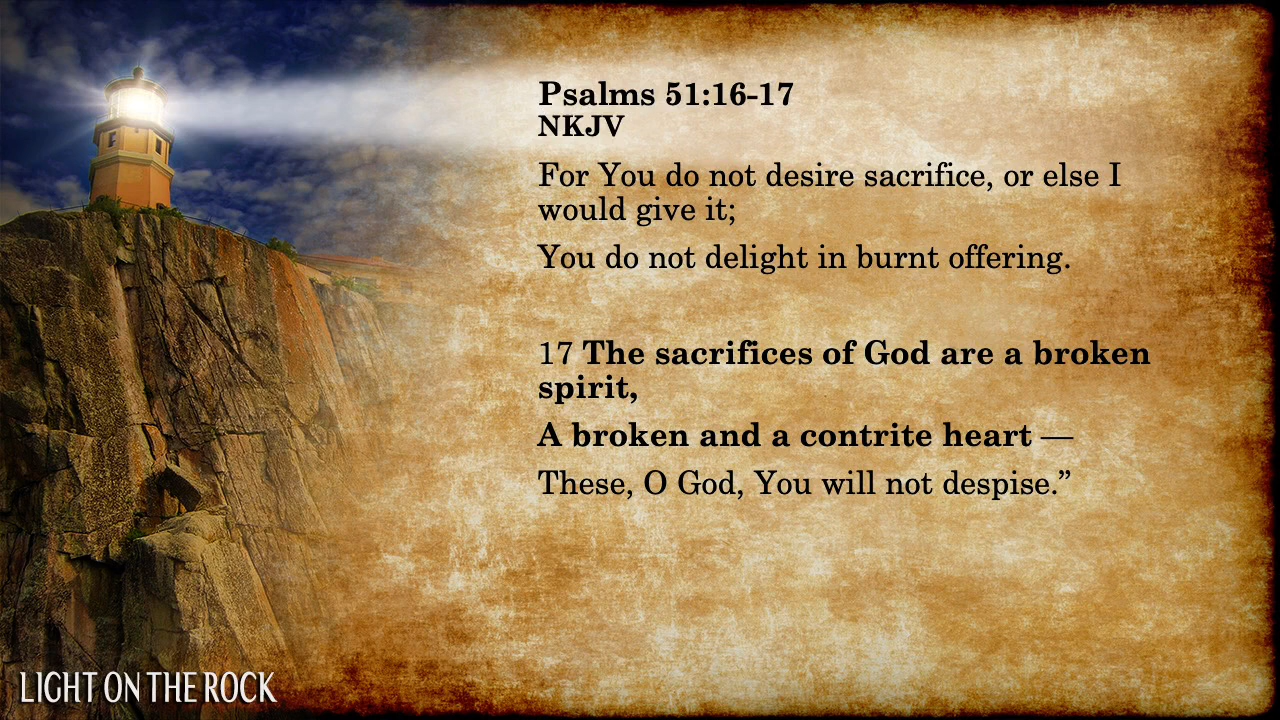 Psalms 51:16-17
NKJV
For You do not desire sacrifice, or else I
would give it;
You do not delight in burnt offering.
17 The sacrifices of God are a broken
spirit,
A broken and a contrite heart —
These, O God, You will not despise.”
LIGHT ON THE ROCK